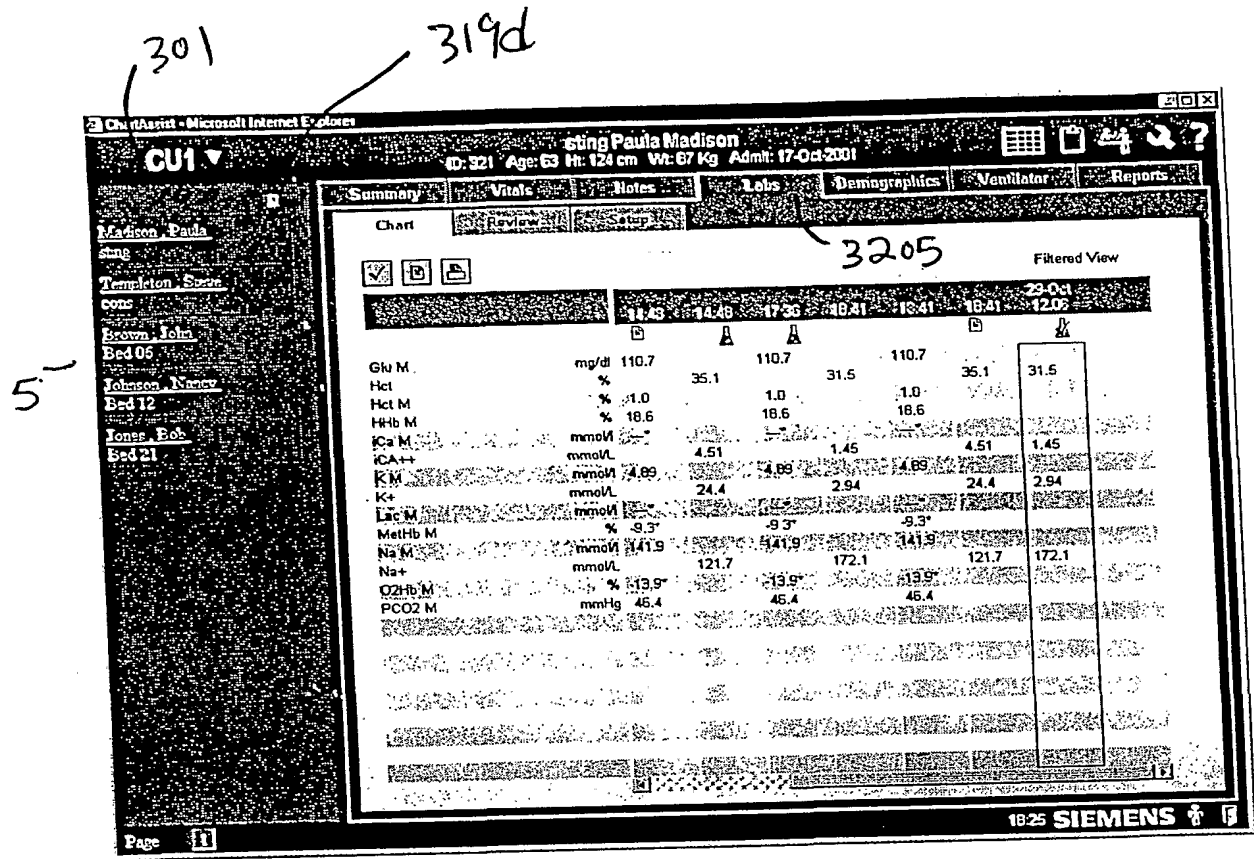 301
319d
ChartAssist - Microsoft Internet Explorer
CU1
sting Paula Madison
ID: 321 Age: 63 Ht: 124 cm Wt: 67 Kg Admit: 17-Oct-2001
Summary Vitals Notes Labs Demographics Ventilator Reports
Chart Review Setup
Madison, Paula
sting
Templeton, Steve
cons
Brown, John
Bed 05
Johnson, Nancy
Bed 12
Jones, Bob
Bed 21
5
3205
Filtered View
29-Oct
14:43 14:48 17:36 18:41 18:41 18:41 12:06
Glu M mg/dl 110.7 110.7 110.7
Hct % 35.1 31.5 35.1 31.5
Hct M % 1.0 1.0 1.0
HHb M % 18.6 18.6 18.6
iCa M mmol/l
iCA++ mmol/L 4.51 1.45 4.51 1.45
K M mmol/l 4.89 4.89 4.89
K+ mmol/L 24.4 2.94 24.4 2.94
Lac M mmol/l
MetHb M % -9.3* -9.3* -9.3*
Na M mmol/l 141.9 141.9 141.9
Na+ mmol/L 121.7 172.1 121.7 172.1
O2Hb M % -13.9* -13.9* -13.9*
PCO2 M mmHg 46.4 46.4 46.4
Page 1
18:25 SIEMENS